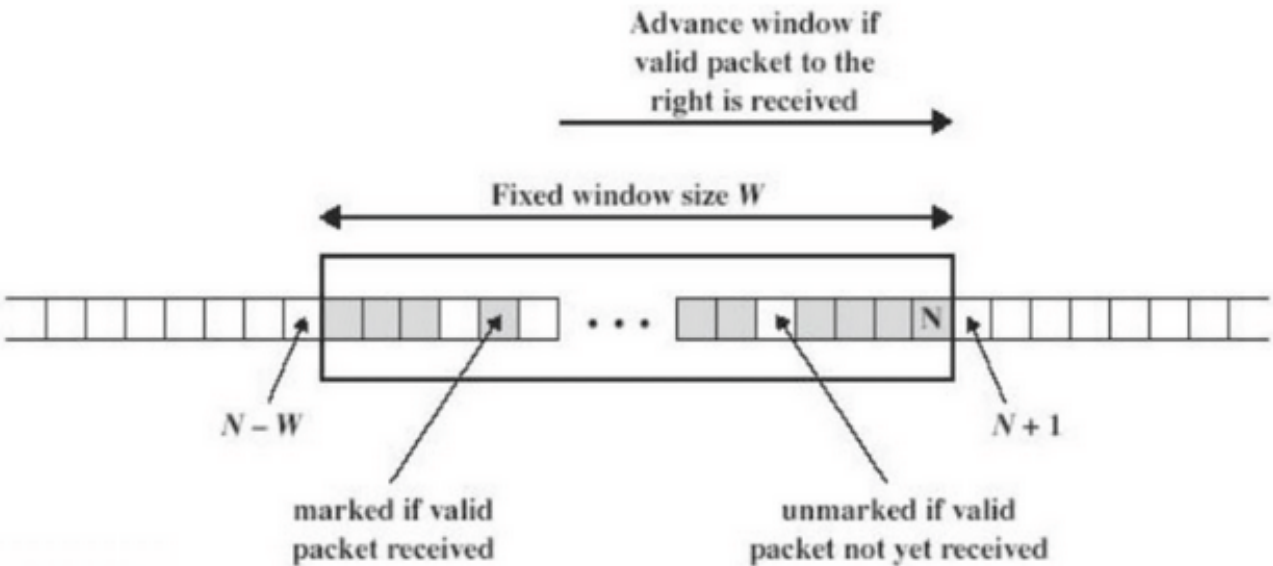 Advance window if
valid packet to the
right is received
Fixed window size W
N
N – W
N + 1
marked if valid
packet received
unmarked if valid
packet not yet received